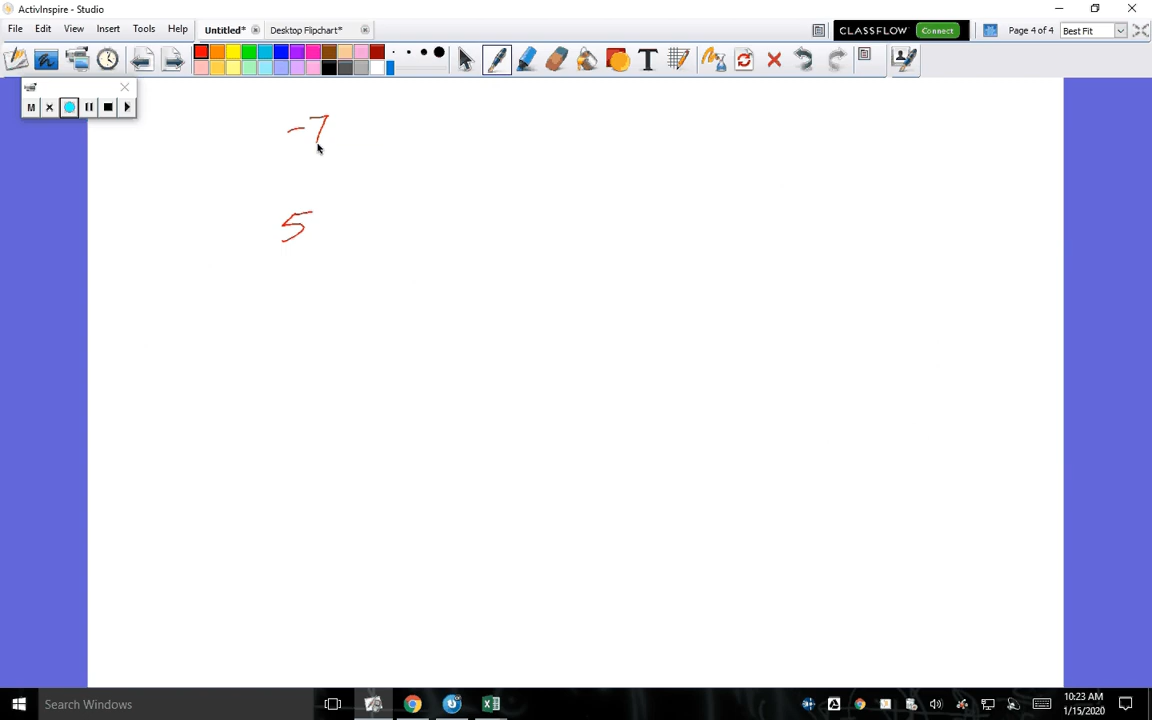 ActivInspire - Studio
File Edit View Insert Tools Help Untitled* Desktop Flipchart* CLASSFLOW Connect Page 4 of 4 Best Fit
T
M
-7
5
Search Windows
10:23 AM
1/15/2020